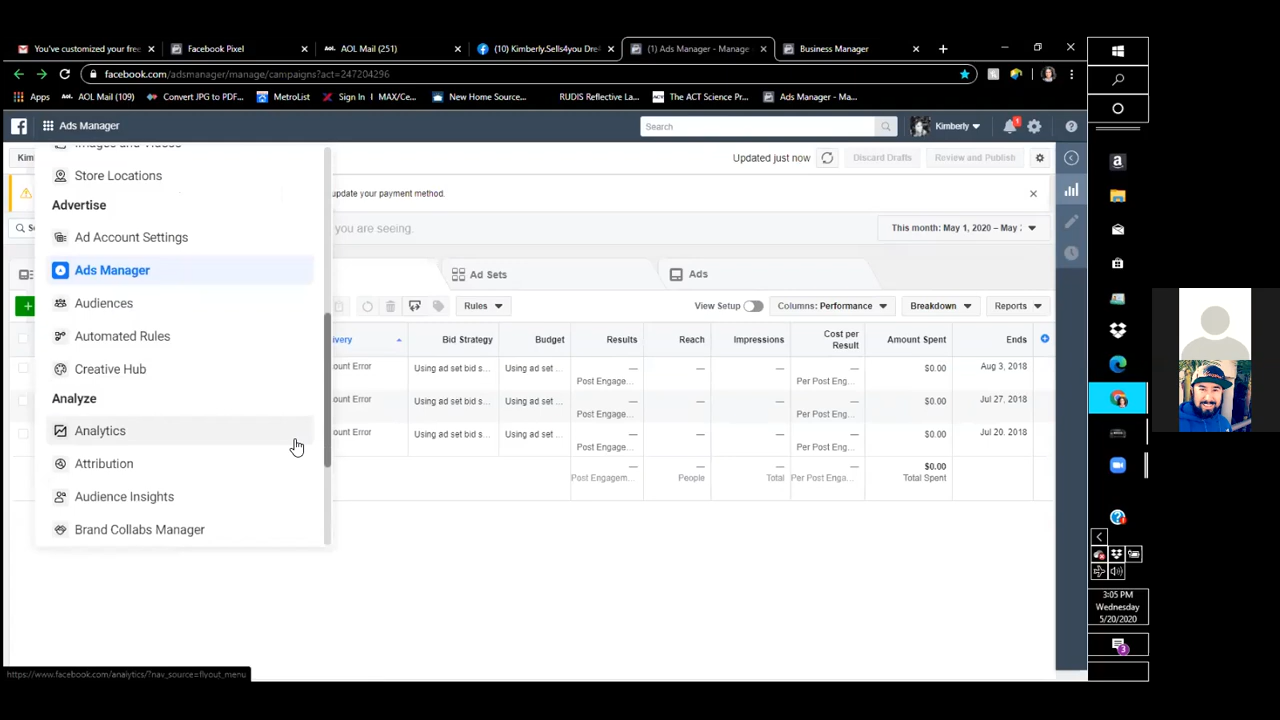 You've customized your free
Facebook Pixel
AOL Mail (251)
(10) Kimberly.Sells4you Dre
(1) Ads Manager - Manage
Business Manager
facebook.com/adsmanager/manage/campaigns?act=247204296
Apps
AOL Mail (109)
Convert JPG to PDF...
MetroList
Sign In | MAX/Ce...
New Home Source...
RUDIS Reflective La...
The ACT Science Pr...
Ads Manager - Ma...
Ads Manager
Search
Kimberly
Images and Videos
Kim
Updated just now
Discard Drafts
Review and Publish
Store Locations
update your payment method.
Advertise
you are seeing.
This month: May 1, 2020 – May
Ad Account Settings
Ads Manager
Ad Sets
Ads
Audiences
Rules
View Setup
Columns: Performance
Breakdown
Reports
Automated Rules
Bid Strategy
Budget
Results
Reach
Impressions
Cost per
Result
Amount Spent
Ends
Creative Hub
ount Error
Using ad set bid s...
Using ad set ...
—
Post Engage...
—
—
—
Per Post Eng...
$0.00
Aug 3, 2018
Analyze
ount Error
Using ad set bid s...
Using ad set ...
—
Post Engage...
—
—
—
Per Post Eng...
$0.00
Jul 27, 2018
Analytics
ount Error
Using ad set bid s...
Using ad set ...
—
Post Engage...
—
—
—
Per Post Eng...
$0.00
Jul 20, 2018
Attribution
—
Post Engagem...
—
People
—
Total
—
Per Post Enga...
$0.00
Total Spent
Audience Insights
Brand Collabs Manager
https://www.facebook.com/analytics/?nav_source=flyout_menu
3:05 PM
Wednesday
5/20/2020
3